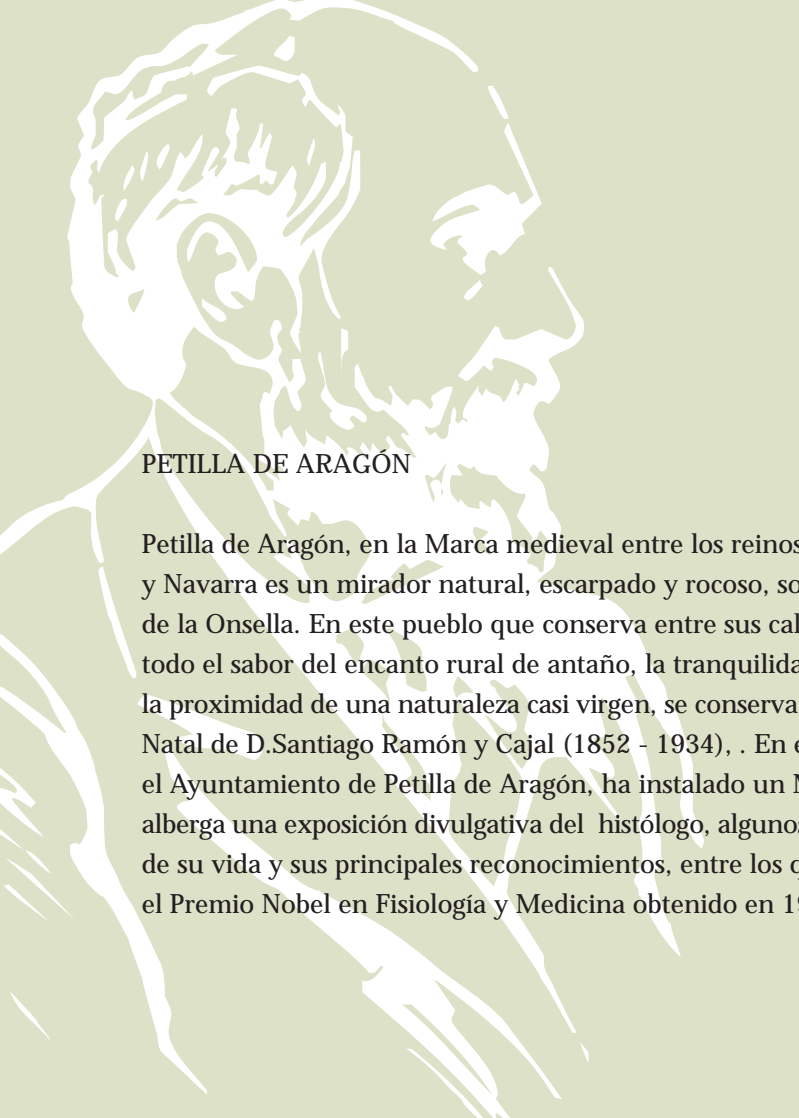 PETILLA DE ARAGÓN
Petilla de Aragón, en la Marca medieval entre los reinos
y Navarra es un mirador natural, escarpado y rocoso, so
de la Onsella. En este pueblo que conserva entre sus cal
todo el sabor del encanto rural de antaño, la tranquilida
la proximidad de una naturaleza casi virgen, se conserva
Natal de D.Santiago Ramón y Cajal (1852 - 1934), . En e
el Ayuntamiento de Petilla de Aragón, ha instalado un M
alberga una exposición divulgativa del  histólogo, algunos
de su vida y sus principales reconocimientos, entre los q
el Premio Nobel en Fisiología y Medicina obtenido en 19